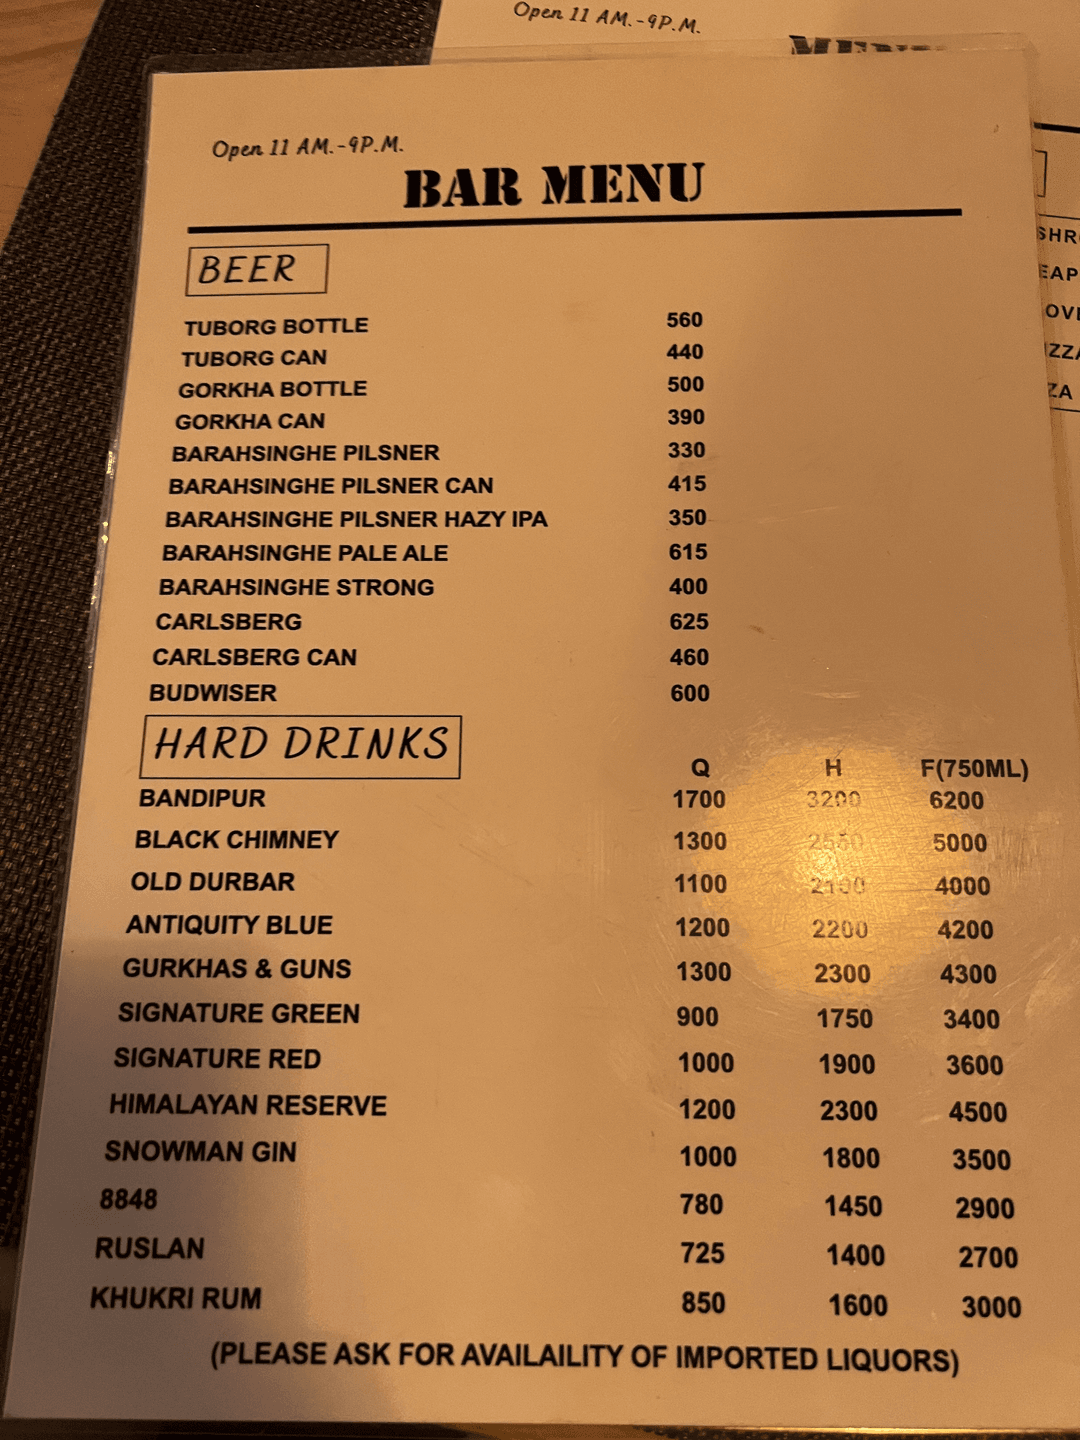 Open 11 AM.-9P.M.
Open 11 AM.-9P.M.
BAR MENU
BEER
TUBORG BOTTLE 560
TUBORG CAN 440
GORKHA BOTTLE 500
GORKHA CAN 390
BARAHSINGHE PILSNER 330
BARAHSINGHE PILSNER CAN 415
BARAHSINGHE PILSNER HAZY IPA 350
BARAHSINGHE PALE ALE 615
BARAHSINGHE STRONG 400
CARLSBERG 625
CARLSBERG CAN 460
BUDWISER 600
HARD DRINKS Q H F(750ML)
BANDIPUR 1700 3200 6200
BLACK CHIMNEY 1300 5000
OLD DURBAR 1100 2100 4000
ANTIQUITY BLUE 1200 2200 4200
GURKHAS & GUNS 1300 2300 4300
SIGNATURE GREEN 900 1750 3400
SIGNATURE RED 1000 1900 3600
HIMALAYAN RESERVE 1200 2300 4500
SNOWMAN GIN 1000 1800 3500
8848 780 1450 2900
RUSLAN 725 1400 2700
KHUKRI RUM 850 1600 3000
(PLEASE ASK FOR AVAILAILITY OF IMPORTED LIQUORS)